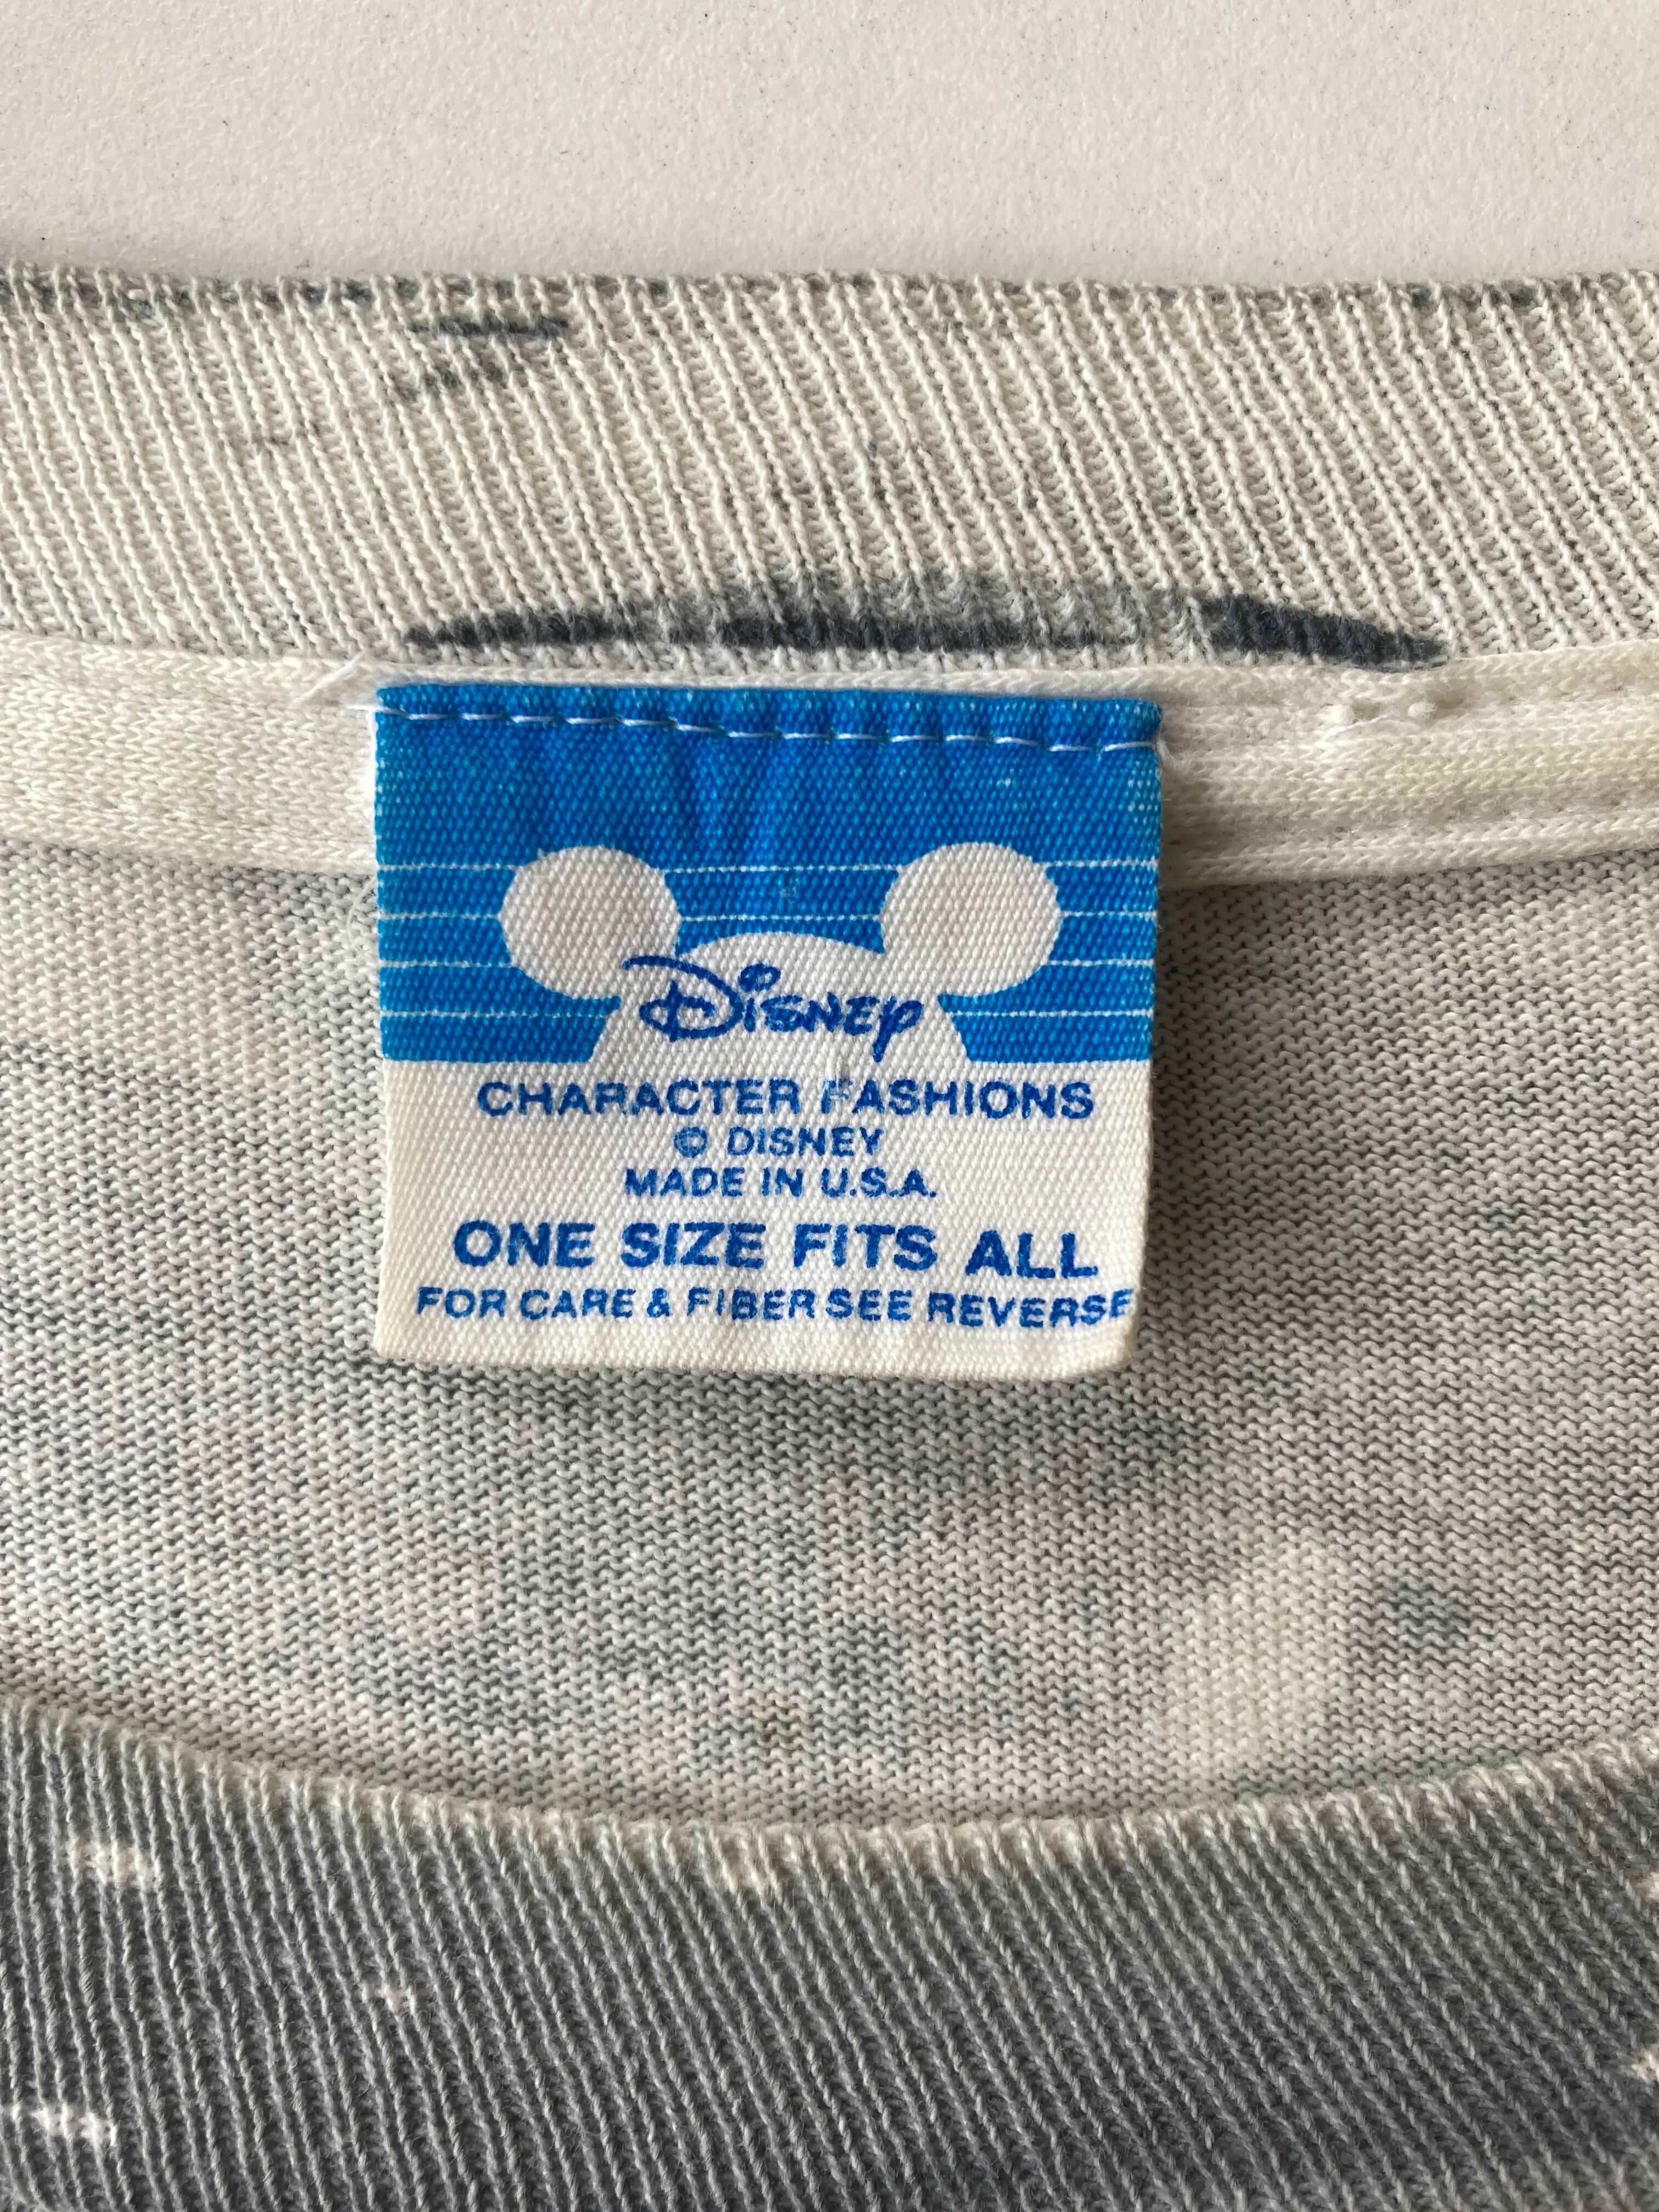 Disney
CHARACTER FASHIONS
© DISNEY
MADE IN U.S.A.
ONE SIZE FITS ALL
FOR CARE & FIBER SEE REVERSE